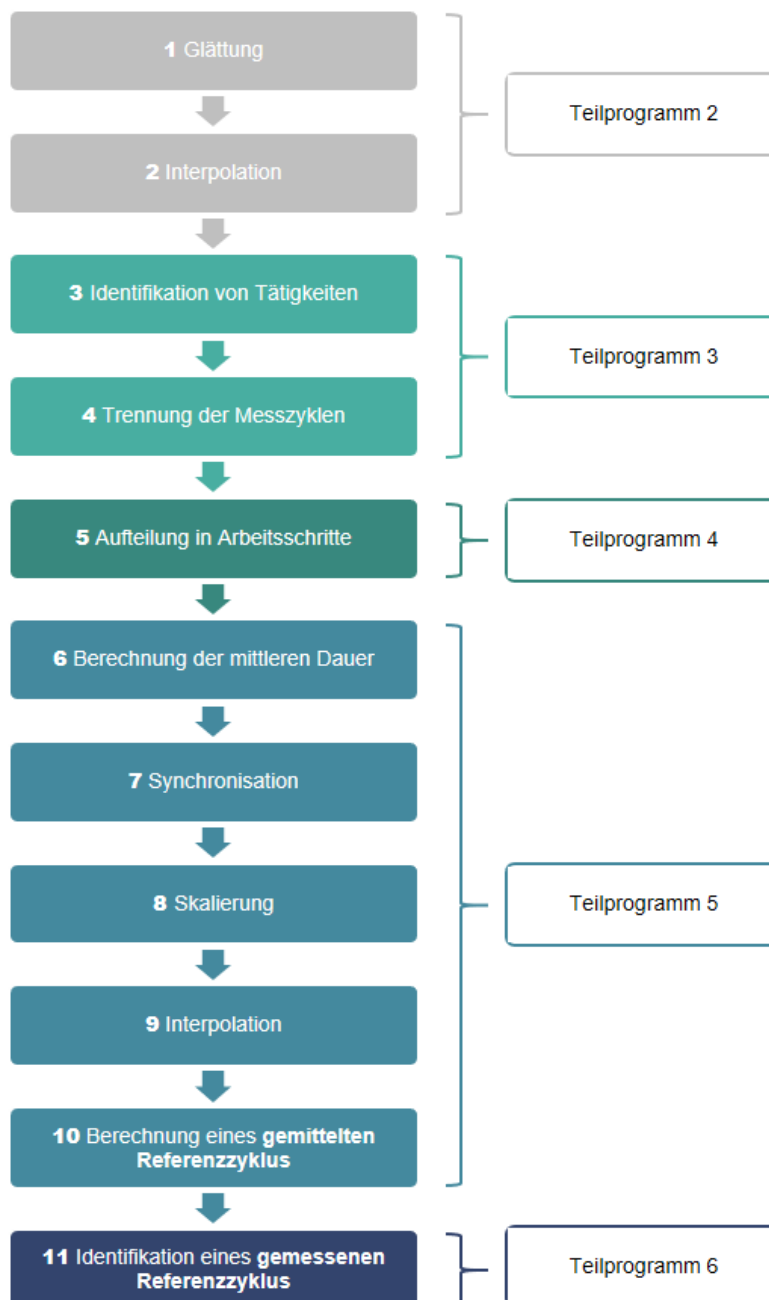 1 Glättung
Teilprogramm 2
2 Interpolation
3 Identifikation von Tätigkeiten
Teilprogramm 3
4 Trennung der Messzyklen
5 Aufteilung in Arbeitsschritte
Teilprogramm 4
6 Berechnung der mittleren Dauer
7 Synchronisation
8 Skalierung
Teilprogramm 5
9 Interpolation
10 Berechnung eines gemittelten
Referenzzyklus
11 Identifikation eines gemessenen
Referenzzyklus
Teilprogramm 6